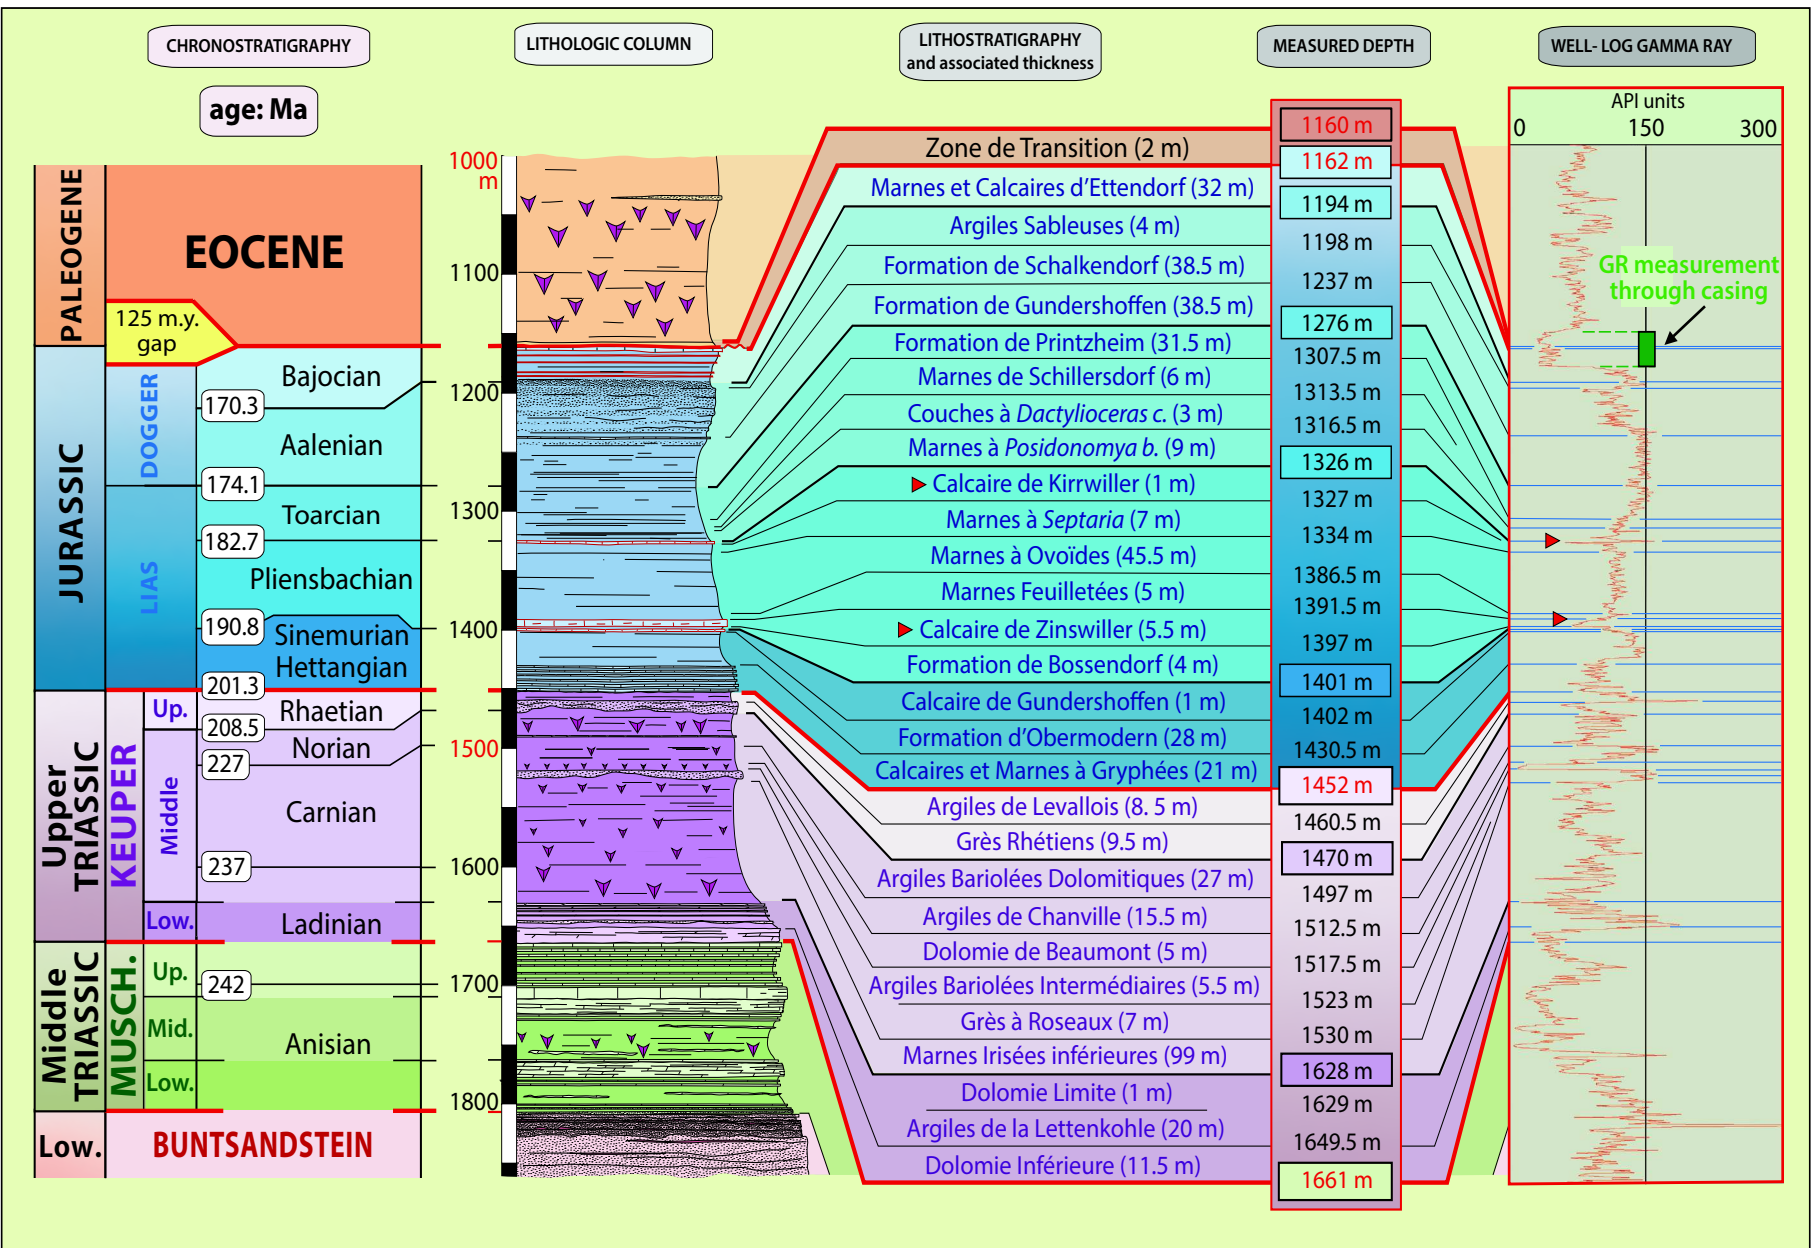 CHRONOSTRATIGRAPHY
LITHOLOGIC COLUMN
LITHOSTRATIGRAPHY
and associated thickness
MEASURED DEPTH
WELL- LOG GAMMA RAY
age: Ma
PALEOGENE
EOCENE
125 m.y.
gap
JURASSIC
DOGGER
LIAS
Bajocian
170.3
Aalenian
174.1
Toarcian
182.7
Pliensbachian
190.8
Sinemurian
Hettangian
201.3
Upper
TRIASSIC
KEUPER
Up.
Rhaetian
208.5
Norian
227
Middle
Carnian
237
Low.
Ladinian
Middle
TRIASSIC
MUSCH.
Up.
242
Mid.
Anisian
Low.
Low.
BUNTSANDSTEIN
1000
m
1100
1200
1300
1400
1500
1600
1700
1800
Zone de Transition (2 m)
Marnes et Calcaires d’Ettendorf (32 m)
Argiles Sableuses (4 m)
Formation de Schalkendorf (38.5 m)
Formation de Gundershoffen (38.5 m)
Formation de Printzheim (31.5 m)
Marnes de Schillersdorf (6 m)
Couches à Dactylioceras c. (3 m)
Marnes à Posidonomya b. (9 m)
Calcaire de Kirrwiller (1 m)
Marnes à Septaria (7 m)
Marnes à Ovoïdes (45.5 m)
Marnes Feuilletées (5 m)
Calcaire de Zinswiller (5.5 m)
Formation de Bossendorf (4 m)
Calcaire de Gundershoffen (1 m)
Formation d’Obermodern (28 m)
Calcaires et Marnes à Gryphées (21 m)
Argiles de Levallois (8. 5 m)
Grès Rhétiens (9.5 m)
Argiles Bariolées Dolomitiques (27 m)
Argiles de Chanville (15.5 m)
Dolomie de Beaumont (5 m)
Argiles Bariolées Intermédiaires (5.5 m)
Grès à Roseaux (7 m)
Marnes Irisées inférieures (99 m)
Dolomie Limite (1 m)
Argiles de la Lettenkohle (20 m)
Dolomie Inférieure (11.5 m)
1160 m
1162 m
1194 m
1198 m
1237 m
1276 m
1307.5 m
1313.5 m
1316.5 m
1326 m
1327 m
1334 m
1386.5 m
1391.5 m
1397 m
1401 m
1402 m
1430.5 m
1452 m
1460.5 m
1470 m
1497 m
1512.5 m
1517.5 m
1523 m
1530 m
1628 m
1629 m
1649.5 m
1661 m
API units
0 150 300
GR measurement
through casing